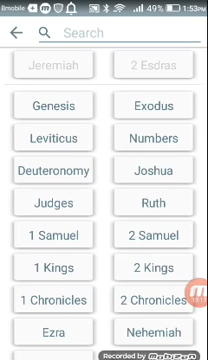 8mobile 49% 1:53PM
Search
Jeremiah 2 Esdras
Genesis Exodus
Leviticus Numbers
Deuteronomy Joshua
Judges Ruth
1 Samuel 2 Samuel
1 Kings 2 Kings
1 Chronicles 2 Chronicles
Ezra Nehemiah
Recorded by